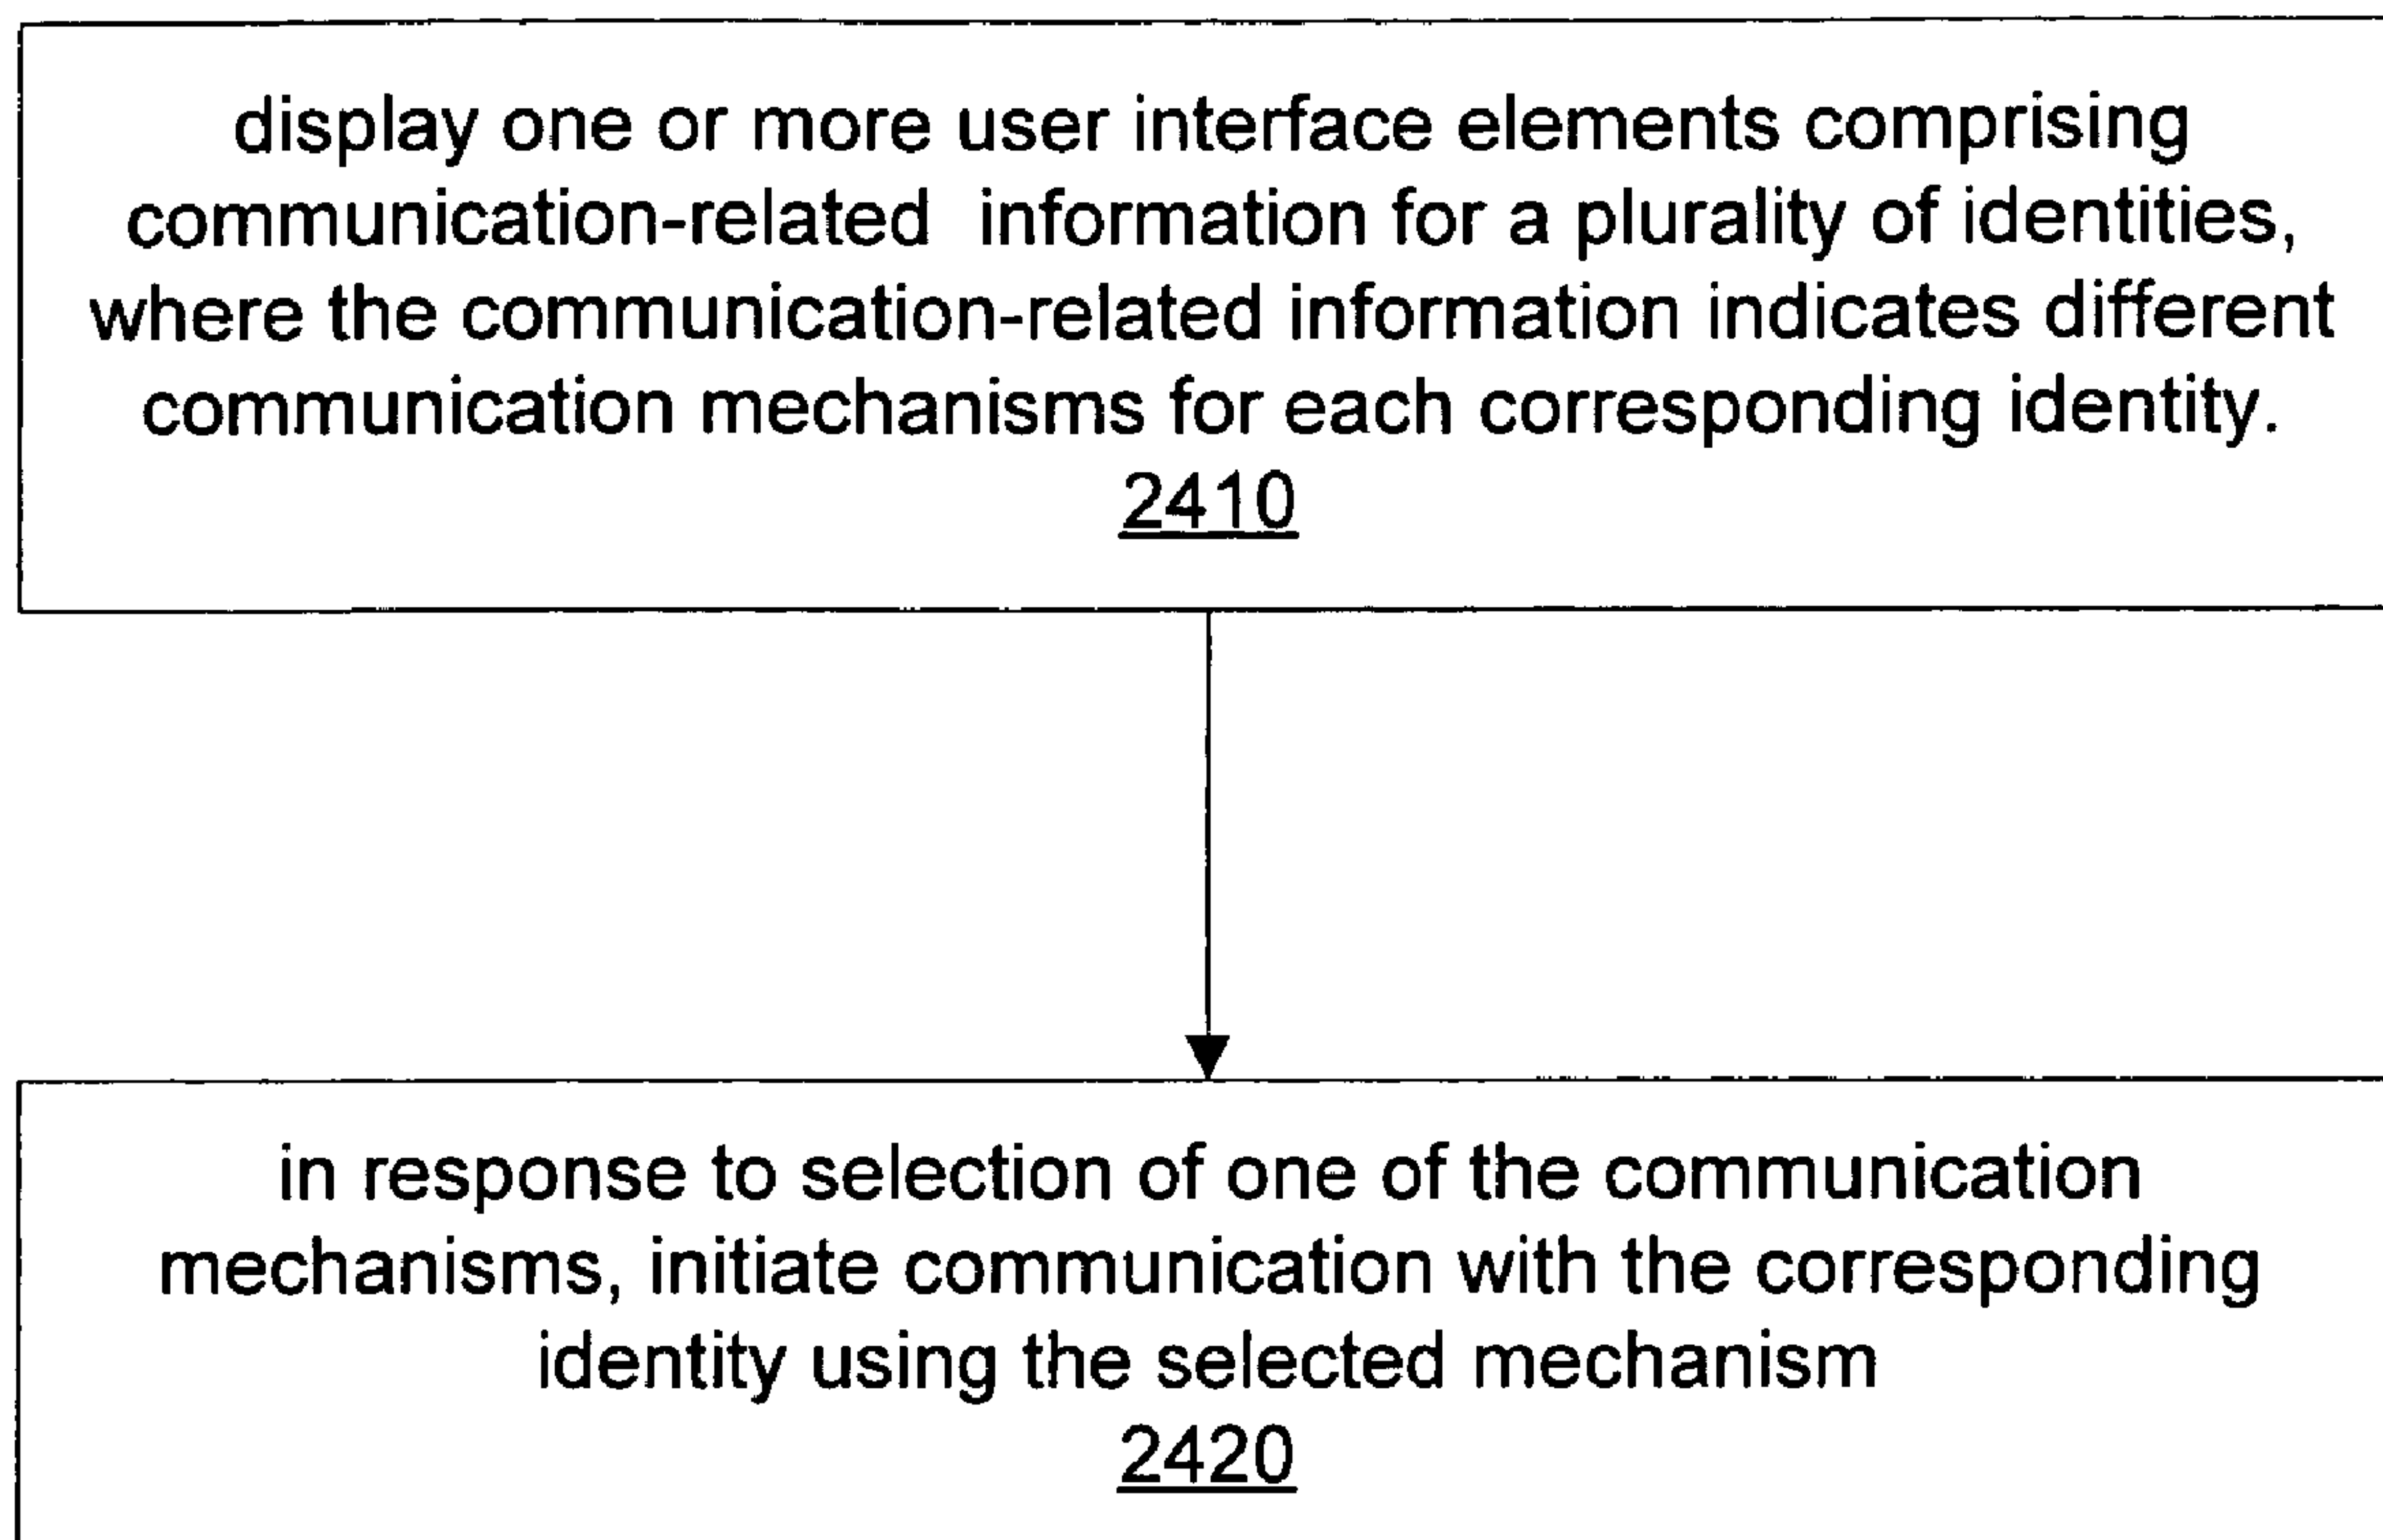 display one or more user interface elements comprising
communication-related information for a plurality of identities,
where the communication-related information indicates different
communication mechanisms for each corresponding identity.
2410
in response to selection of one of the communication
mechanisms, initiate communication with the corresponding
identity using the selected mechanism
2420